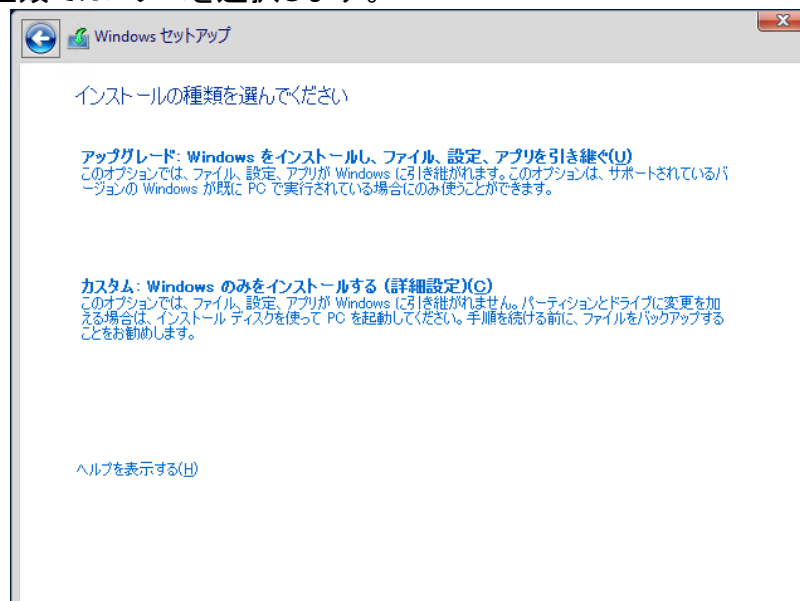 Windows セットアップ
インストールの種類を選んでください
アップグレード: Windows をインストールし、ファイル、設定、アプリを引き継ぐ(U)
このオプションでは、ファイル、設定、アプリが Windows に引き継がれます。このオプションは、サポートされているバ
ージョンの Windows が既に PC で実行されている場合にのみ使うことができます。
カスタム: Windows のみをインストールする (詳細設定)(C)
このオプションでは、ファイル、設定、アプリが Windows に引き継がれません。パーティションとドライブに変更を加
える場合は、インストール ディスクを使って PC を起動してください。手順を続ける前に、ファイルをバックアップする
ことをお勧めします。
ヘルプを表示する(H)